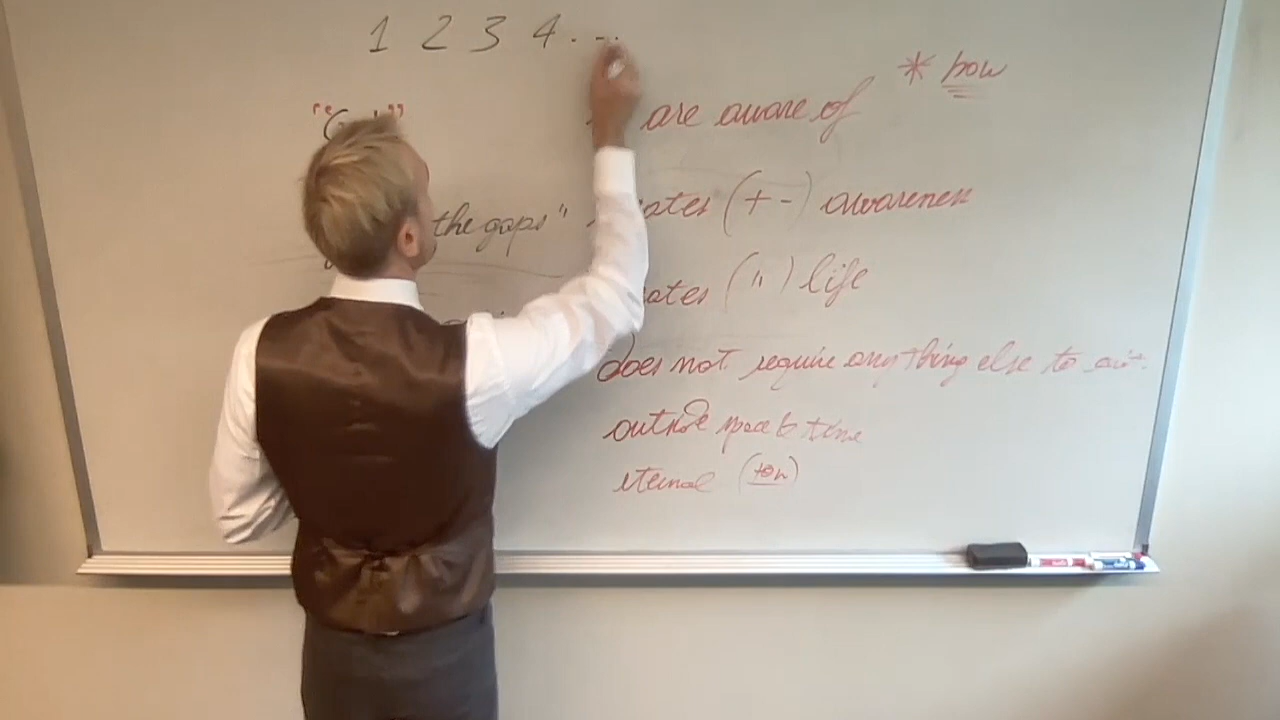 1 2 3 4 . . .
* how
are aware of
the gaps"
(+ -) awareness
(") life
does not require anything else to
outside space & time
eternal